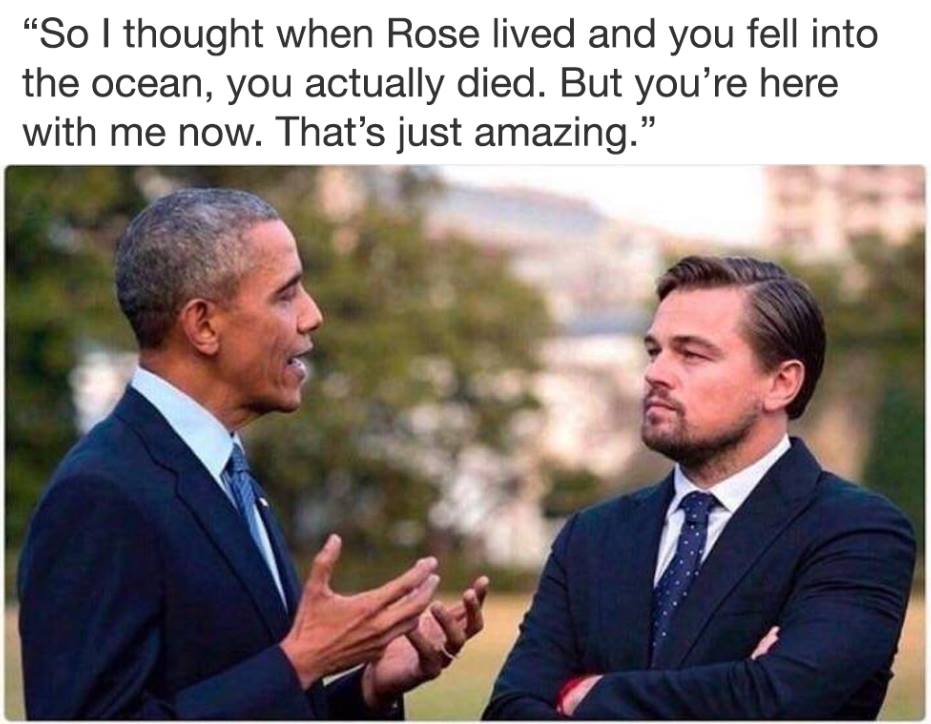 “So I thought when Rose lived and you fell into
the ocean, you actually died. But you’re here
with me now. That’s just amazing.”